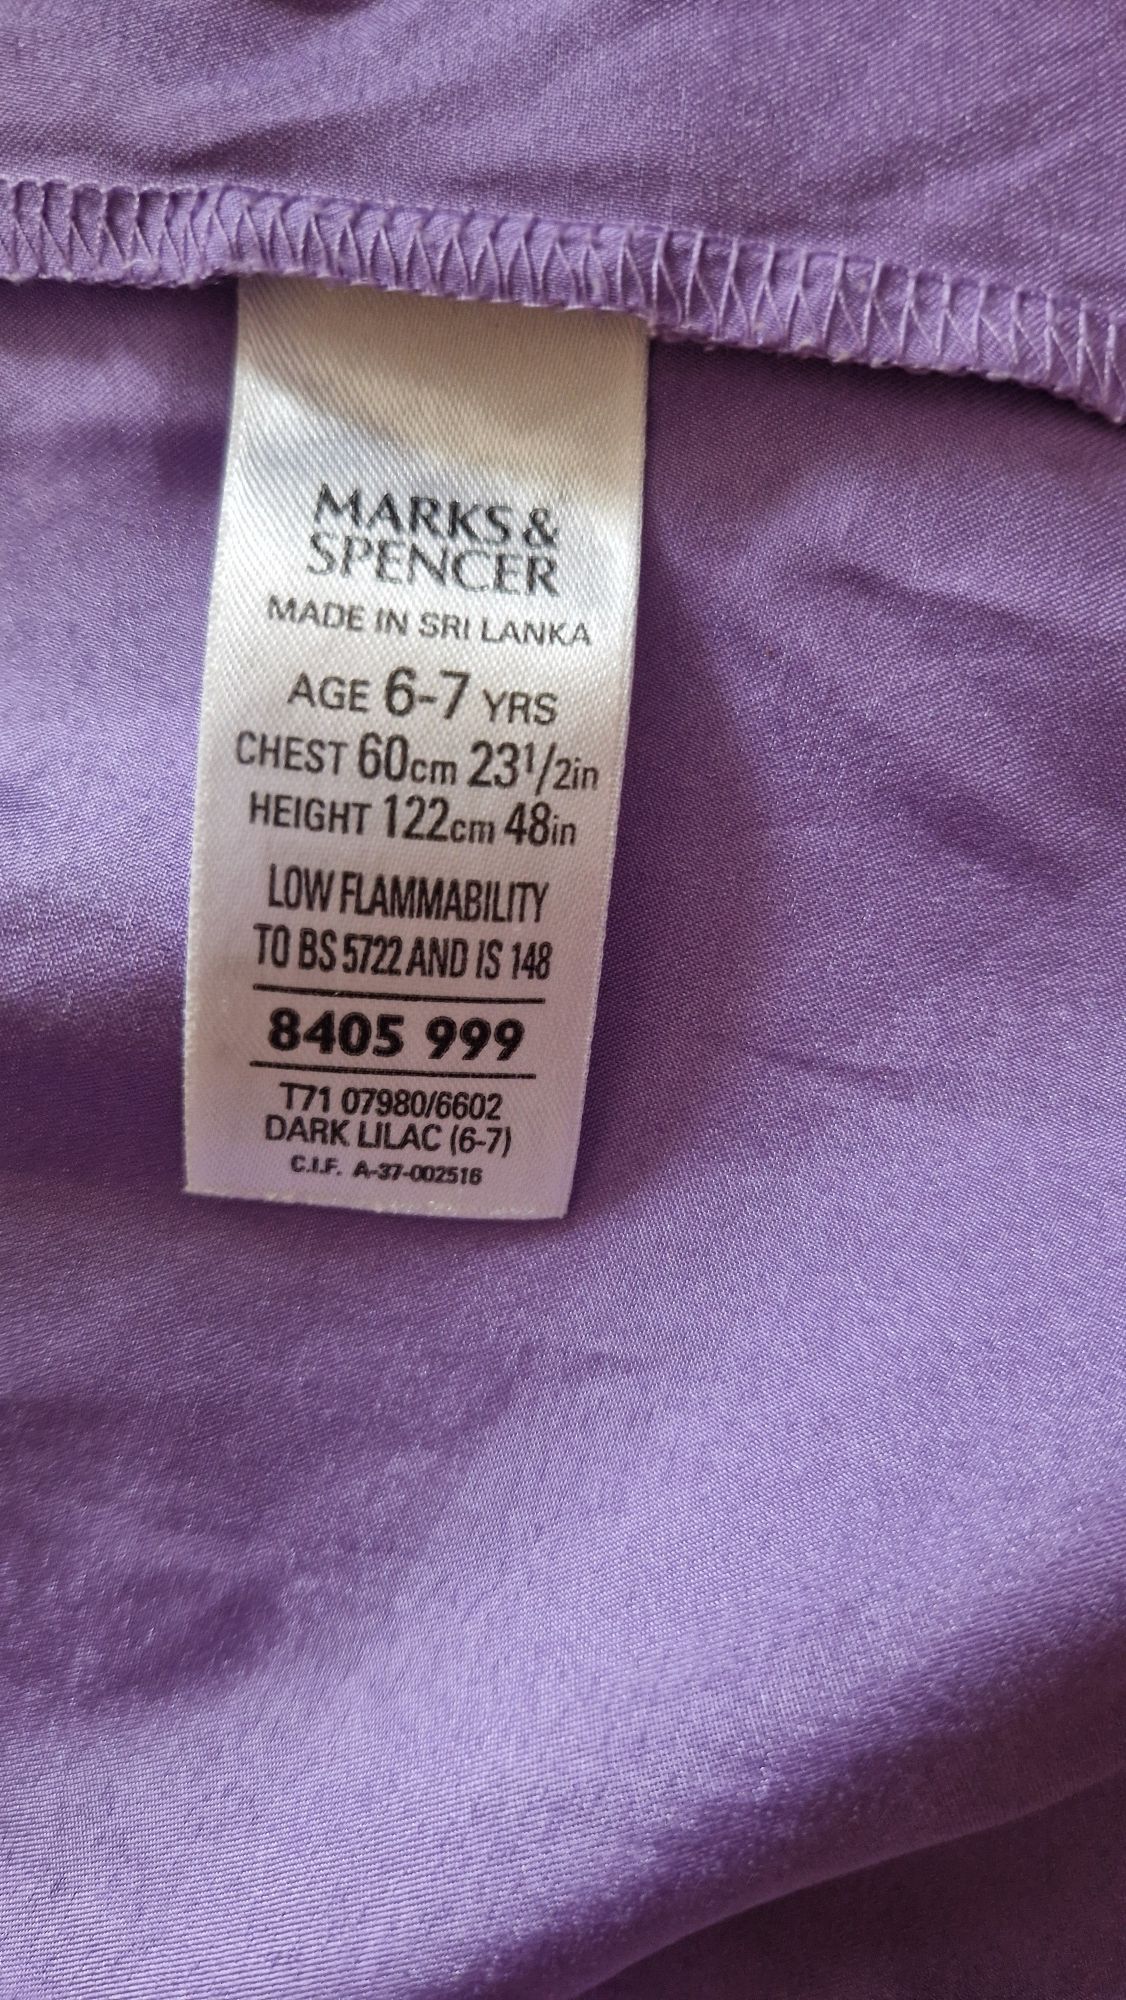 MARKS &
SPENCER
MADE IN SRI LANKA
AGE 6-7 YRS
CHEST 60cm 23 1/2in
HEIGHT 122cm 48in
LOW FLAMMABILITY
TO BS 5722 AND IS 148
8405 999
T71 07980/6602
DARK LILAC (6-7)
C.I.F. A-37-002516